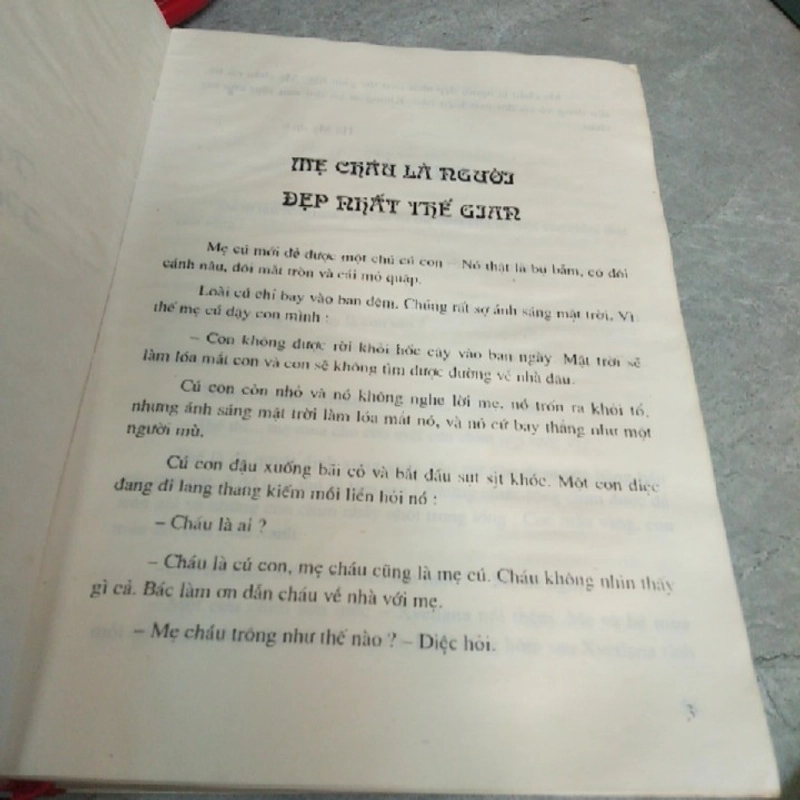 MẸ CHÁU LÀ NGƯỜI
ĐẸP NHẤT THẾ GIAN
Mẹ cú mới đẻ được một chú cú con – Nó thật là bụ bẫm, có đôi
cánh nâu, đôi mắt tròn và cái mỏ quặp.
Loài cú chỉ bay vào ban đêm. Chúng rất sợ ánh sáng mặt trời. Vì
thế mẹ cú dạy con mình :
– Con không được rời khỏi hốc cây vào ban ngày. Mặt trời sẽ
làm lóa mắt con và con sẽ không tìm được đường về nhà đâu.
Cú con còn nhỏ và nó không nghe lời mẹ, nó trốn ra khỏi tổ,
nhưng ánh sáng mặt trời làm lóa mắt nó, và nó cứ bay thẳng như một
người mù.
Cú con đậu xuống bãi cỏ và bắt đầu sụt sịt khóc. Một con diệc
đang đi lang thang kiếm mồi liền hỏi nó :
– Cháu là ai ?
– Cháu là cú con, mẹ cháu cũng là mẹ cú. Cháu không nhìn thấy
gì cả. Bác làm ơn dẫn cháu về nhà với mẹ.
– Mẹ cháu trông như thế nào ? – Diệc hỏi.
3